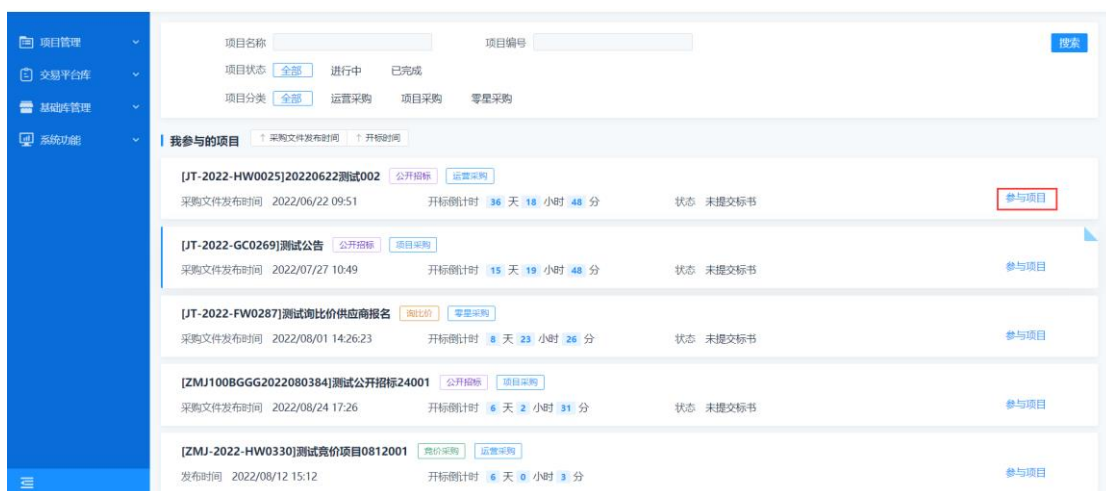 项目管理
交易平台库
基础库管理
系统功能
项目名称 项目编号 搜索
项目状态 全部 进行中 已完成
项目分类 全部 运营采购 项目采购 零星采购
我参与的项目 ↑ 采购文件发布时间 ↑ 开标时间
[JT-2022-HW0025]20220622测试002 公开招标 运营采购
采购文件发布时间 2022/06/22 09:51 开标倒计时 36 天 18 小时 48 分 状态 未提交标书 参与项目
[JT-2022-GC0269]测试公告 公开招标 项目采购
采购文件发布时间 2022/07/27 10:49 开标倒计时 15 天 19 小时 48 分 状态 未提交标书 参与项目
[JT-2022-FW0287]测试询比价供应商报名 询比价 零星采购
采购文件发布时间 2022/08/01 14:26:23 开标倒计时 8 天 23 小时 26 分 状态 未提交标书 参与项目
[ZMJ100BGGG2022080384]测试公开招标24001 公开招标 项目采购
采购文件发布时间 2022/08/24 17:26 开标倒计时 6 天 2 小时 31 分 状态 未提交标书 参与项目
[ZMJ-2022-HW0330]测试竞价项目0812001 竞价采购 运营采购
发布时间 2022/08/12 15:12 开标倒计时 6 天 0 小时 3 分 参与项目